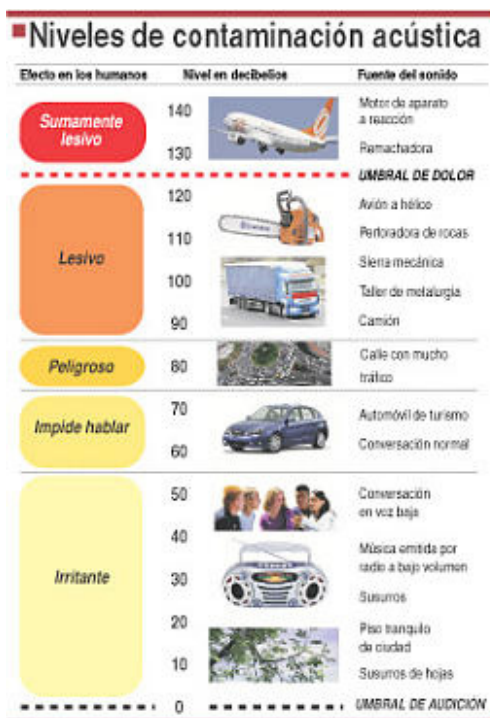 Niveles de contaminación acústica
Efecto en los humanos Nivel en decibelios Fuente del sonido
Sumamente
lesivo
140
Motor de aparato
a reacción
130
Remachadora
UMBRAL DE DOLOR
Lesivo
120
Avión a hélice
110
Perforadora de rocas
100
Sierra mecánica
Taller de metalurgia
90
Camión
Peligroso
80
Calle con mucho
tráfico
Impide hablar
70
Automóvil de turismo
60
Conversación normal
Irritante
50
Conversación
en voz baja
40
Música emitida por
radio a bajo volumen
30
Susurros
20
Piso tranquilo
de ciudad
10
Susurros de hojas
0
UMBRAL DE AUDICIÓN